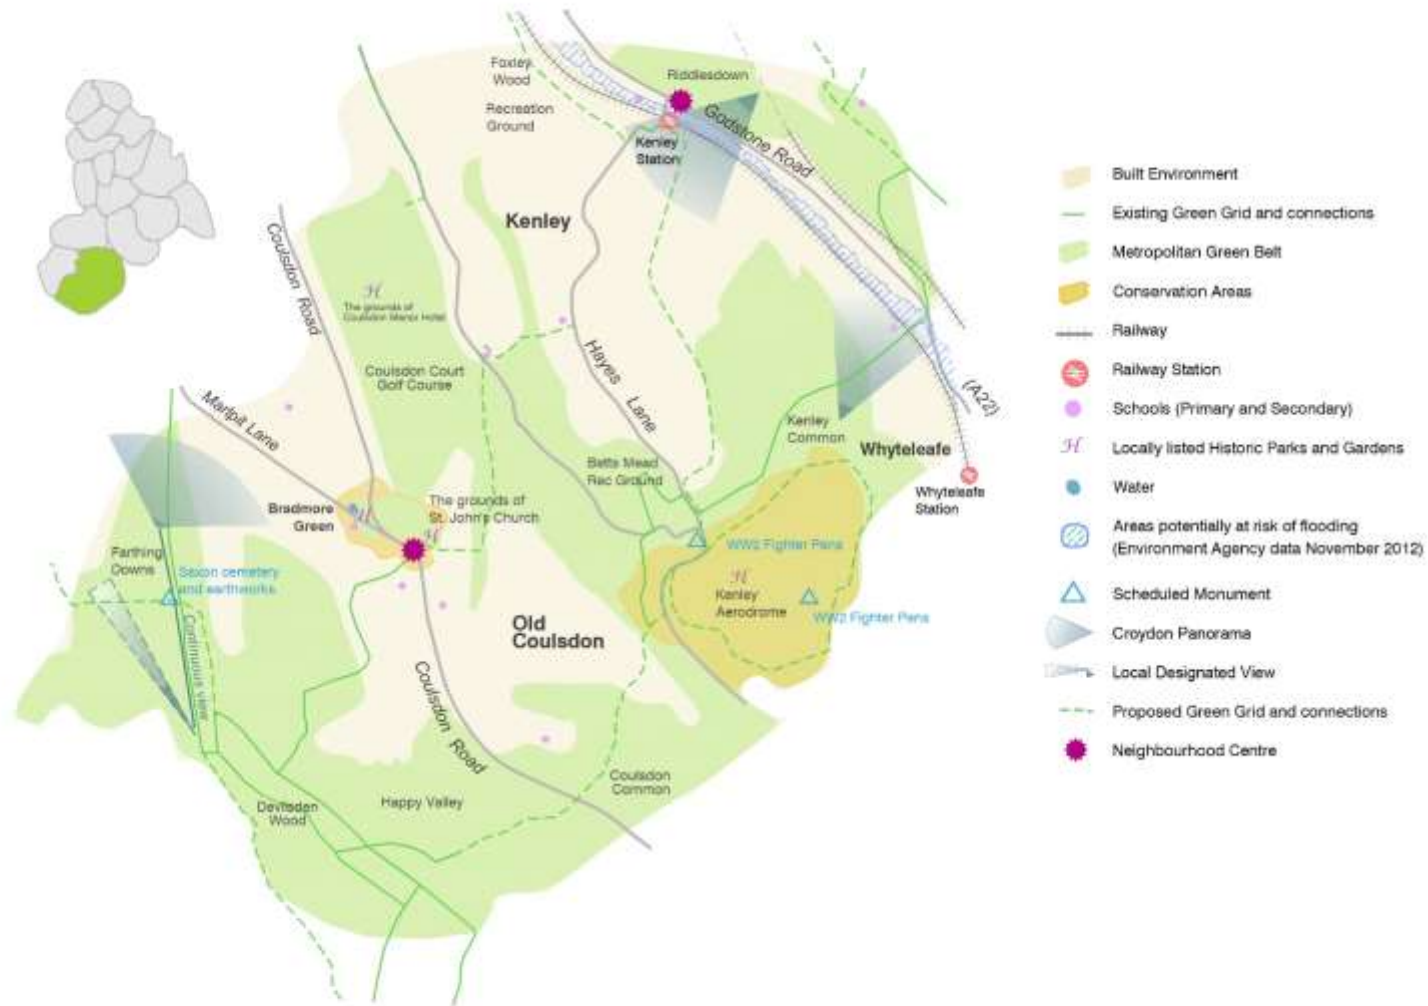 Foxley
Wood
Riddlesdown
Recreation
Ground
Godstone Road
Kenley
Station
Kenley
Coulsdon Road
H
The grounds of
Coulsdon Manor Hotel
Coulsdon Court
Golf Course
Hayes Lane
Marlpit Lane
(A22)
Kenley
Common
Whyteleafe
Betts Mead
Rec Ground
Whyteleafe
Station
Bradmore
Green
H
The grounds of
St. John's Church
H
WW2 Fighter Pens
Farthing
Downs
Saxon cemetery
and earthworks
H
Kenley
Aerodrome
WW2 Fighter Pens
Continuous view
Old
Coulsdon
Coulsdon Road
Coulsdon
Common
Devilsden
Wood
Happy Valley
Built Environment
Existing Green Grid and connections
Metropolitan Green Belt
Conservation Areas
Railway
Railway Station
Schools (Primary and Secondary)
H Locally listed Historic Parks and Gardens
Water
Areas potentially at risk of flooding
(Environment Agency data November 2012)
Scheduled Monument
Croydon Panorama
Local Designated View
Proposed Green Grid and connections
Neighbourhood Centre